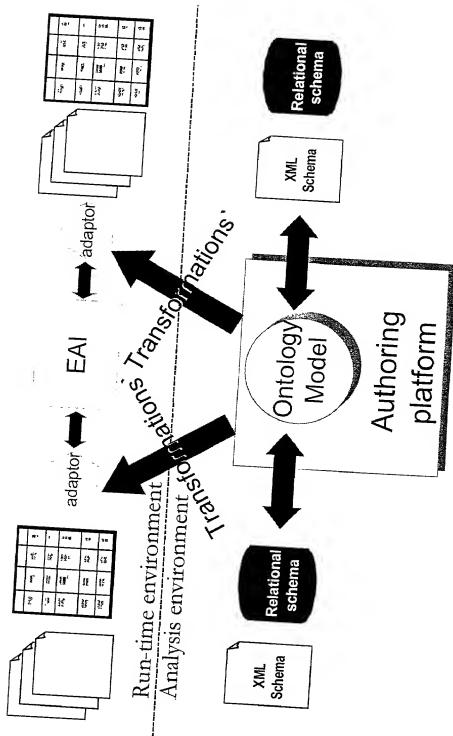 adaptor
EAI
adaptor
Run-time environment
Analysis environment
Transformations
Transformations
Relational
schema
XML
Schema
Ontology
Model
Authoring
platform
Relational
schema
XML
Schema